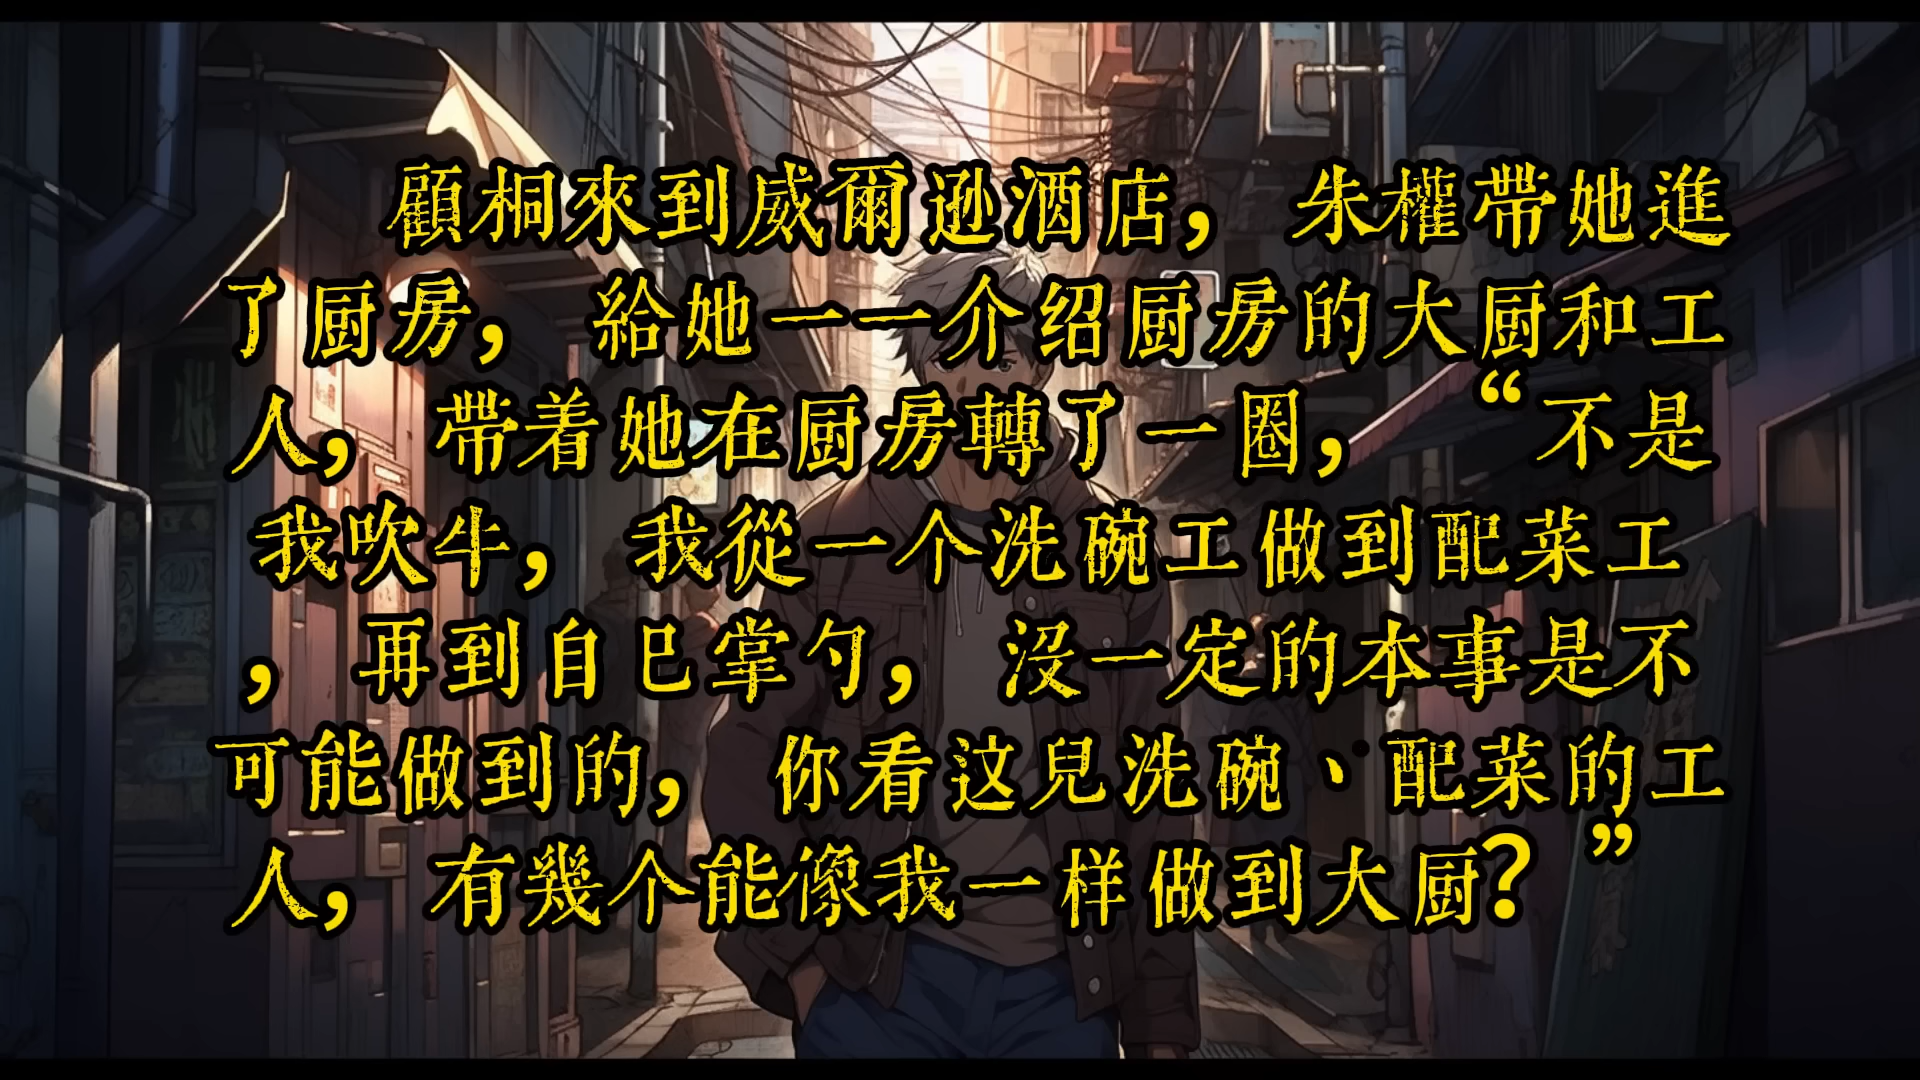 顧桐來到威爾遜酒店，朱權帶她進
了厨房，給她一一介绍厨房的大厨和工
人，帶着她在厨房轉了一圈，“不是
我吹牛，我從一个洗碗工做到配菜工
，再到自已掌勺，没一定的本事是不
可能做到的，你看这兒洗碗、配菜的工
人，有幾个能像我一样做到大厨？”